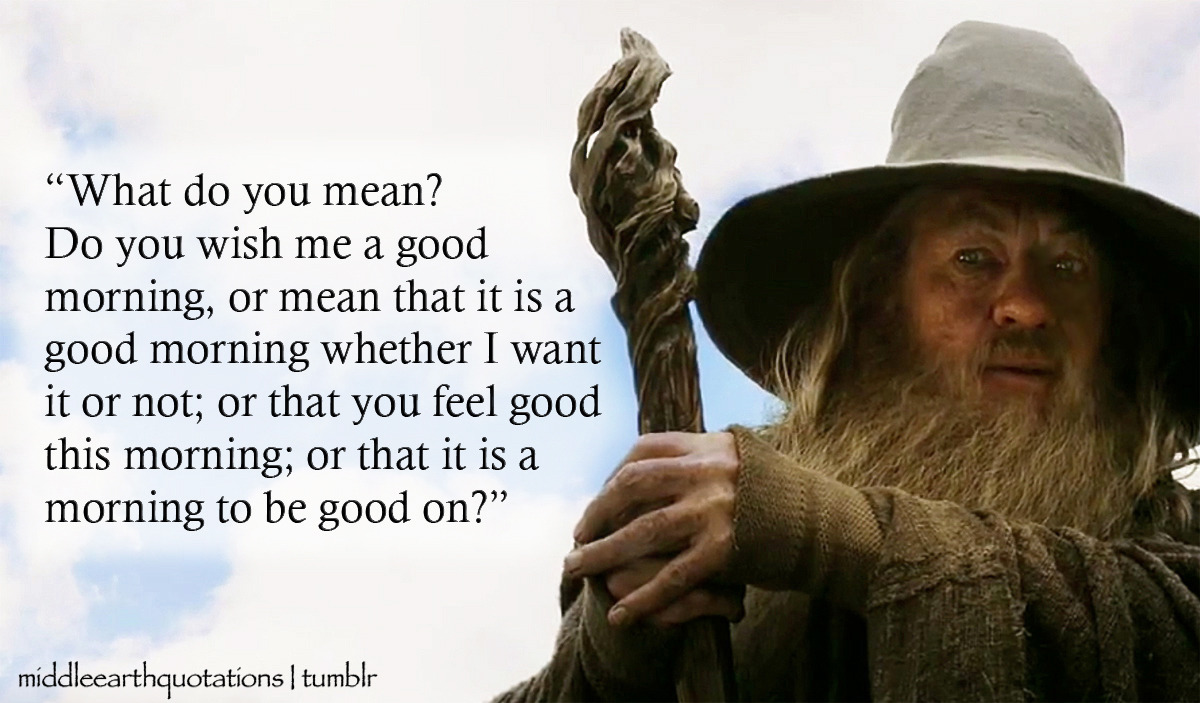 “What do you mean?
Do you wish me a good
morning, or mean that it is a
good morning whether I want
it or not; or that you feel good
this morning; or that it is a
morning to be good on?”
middleearthquotations | tumblr